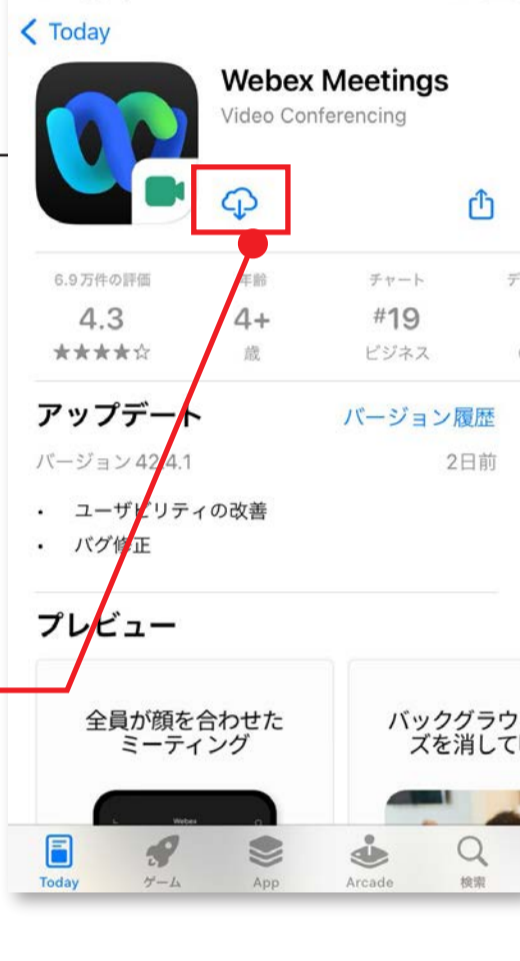 Today
Webex Meetings
Video Conferencing
6.9万件の評価
年齢
チャート
デ
4.3
4+
#19
★★★★☆
歳
ビジネス
アップデート
バージョン履歴
バージョン 42.4.1
2日前
・ ユーザビリティの改善
・ バグ修正
プレビュー
全員が顔を合わせた
ミーティング
バックグラウ
ズを消して
Webex
Today
ゲーム
App
Arcade
検索